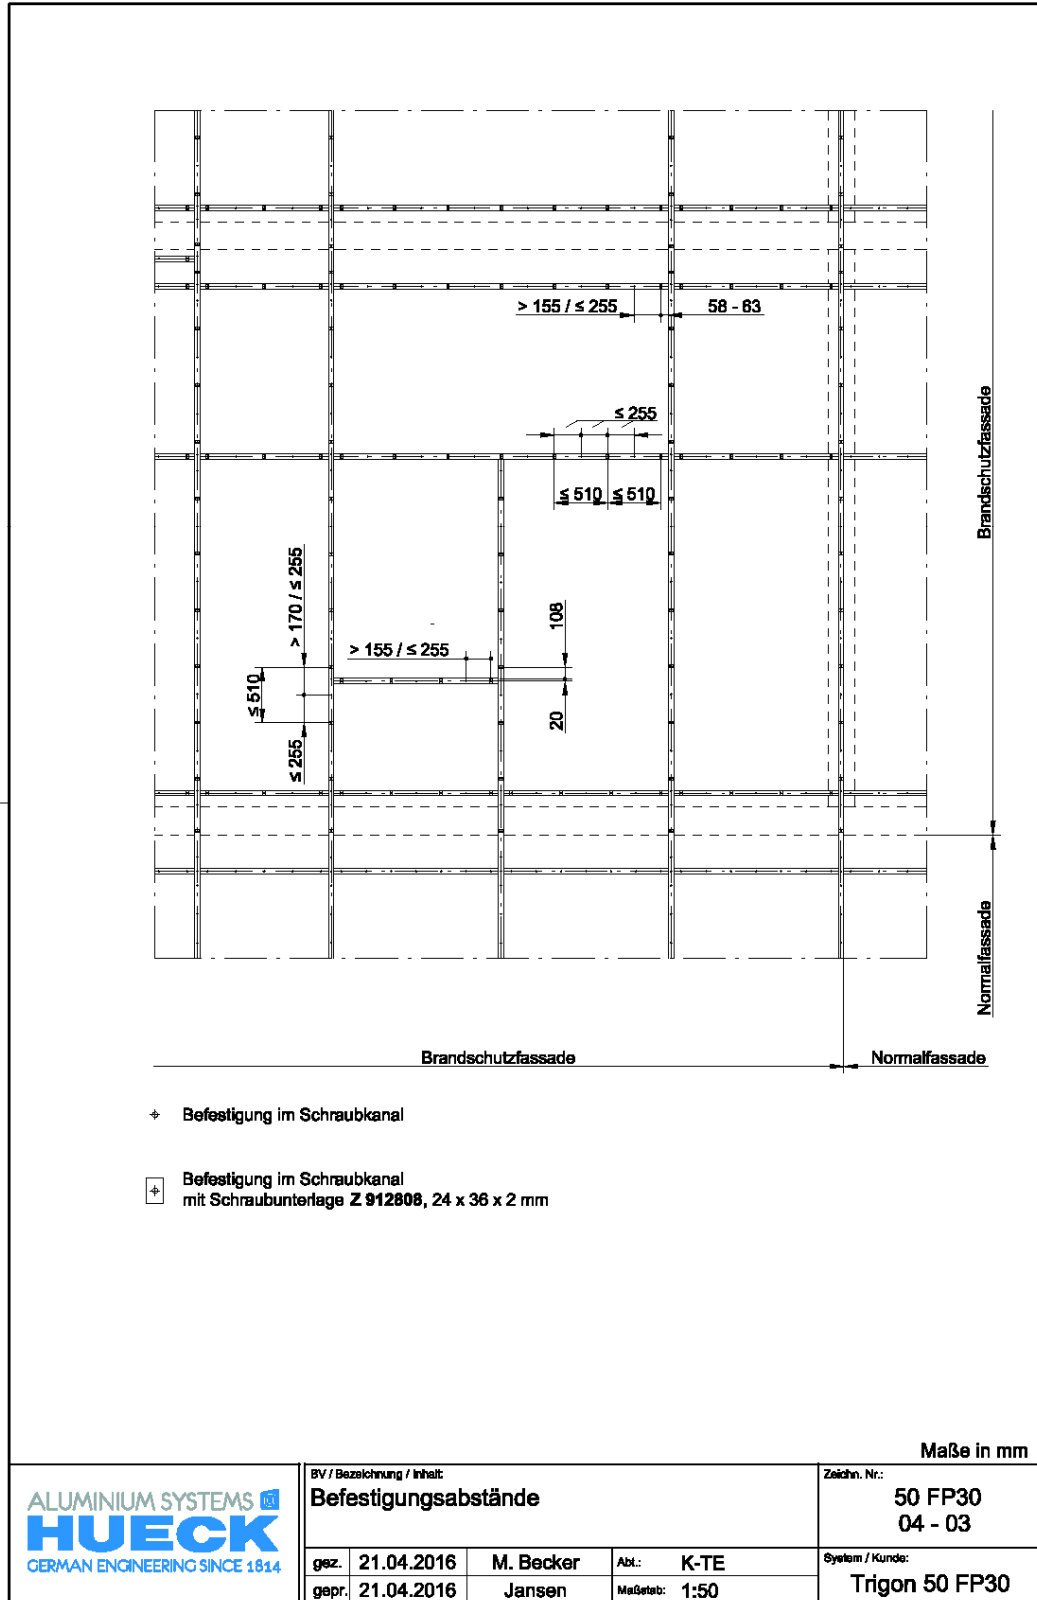 > 155 / ≤ 255
58 - 63
≤ 255
≤ 510
≤ 510
Brandschutzfassade
> 170 / ≤ 255
≤ 510
≤ 255
> 155 / ≤ 255
108
20
Normalfassade
Brandschutzfassade
Normalfassade
Befestigung im Schraubkanal
Befestigung im Schraubkanal
mit Schraubunterlage Z 912808, 24 x 36 x 2 mm
Maße in mm
ALUMINIUM SYSTEMS
HUECK
GERMAN ENGINEERING SINCE 1814
BV / Bezeichnung / Inhalt:
Befestigungsabstände
Zeichn. Nr.:
50 FP30
04 - 03
gez. 21.04.2016 M. Becker Abt.: K-TE
System / Kunde:
gepr. 21.04.2016 Jansen Maßstab: 1:50
Trigon 50 FP30